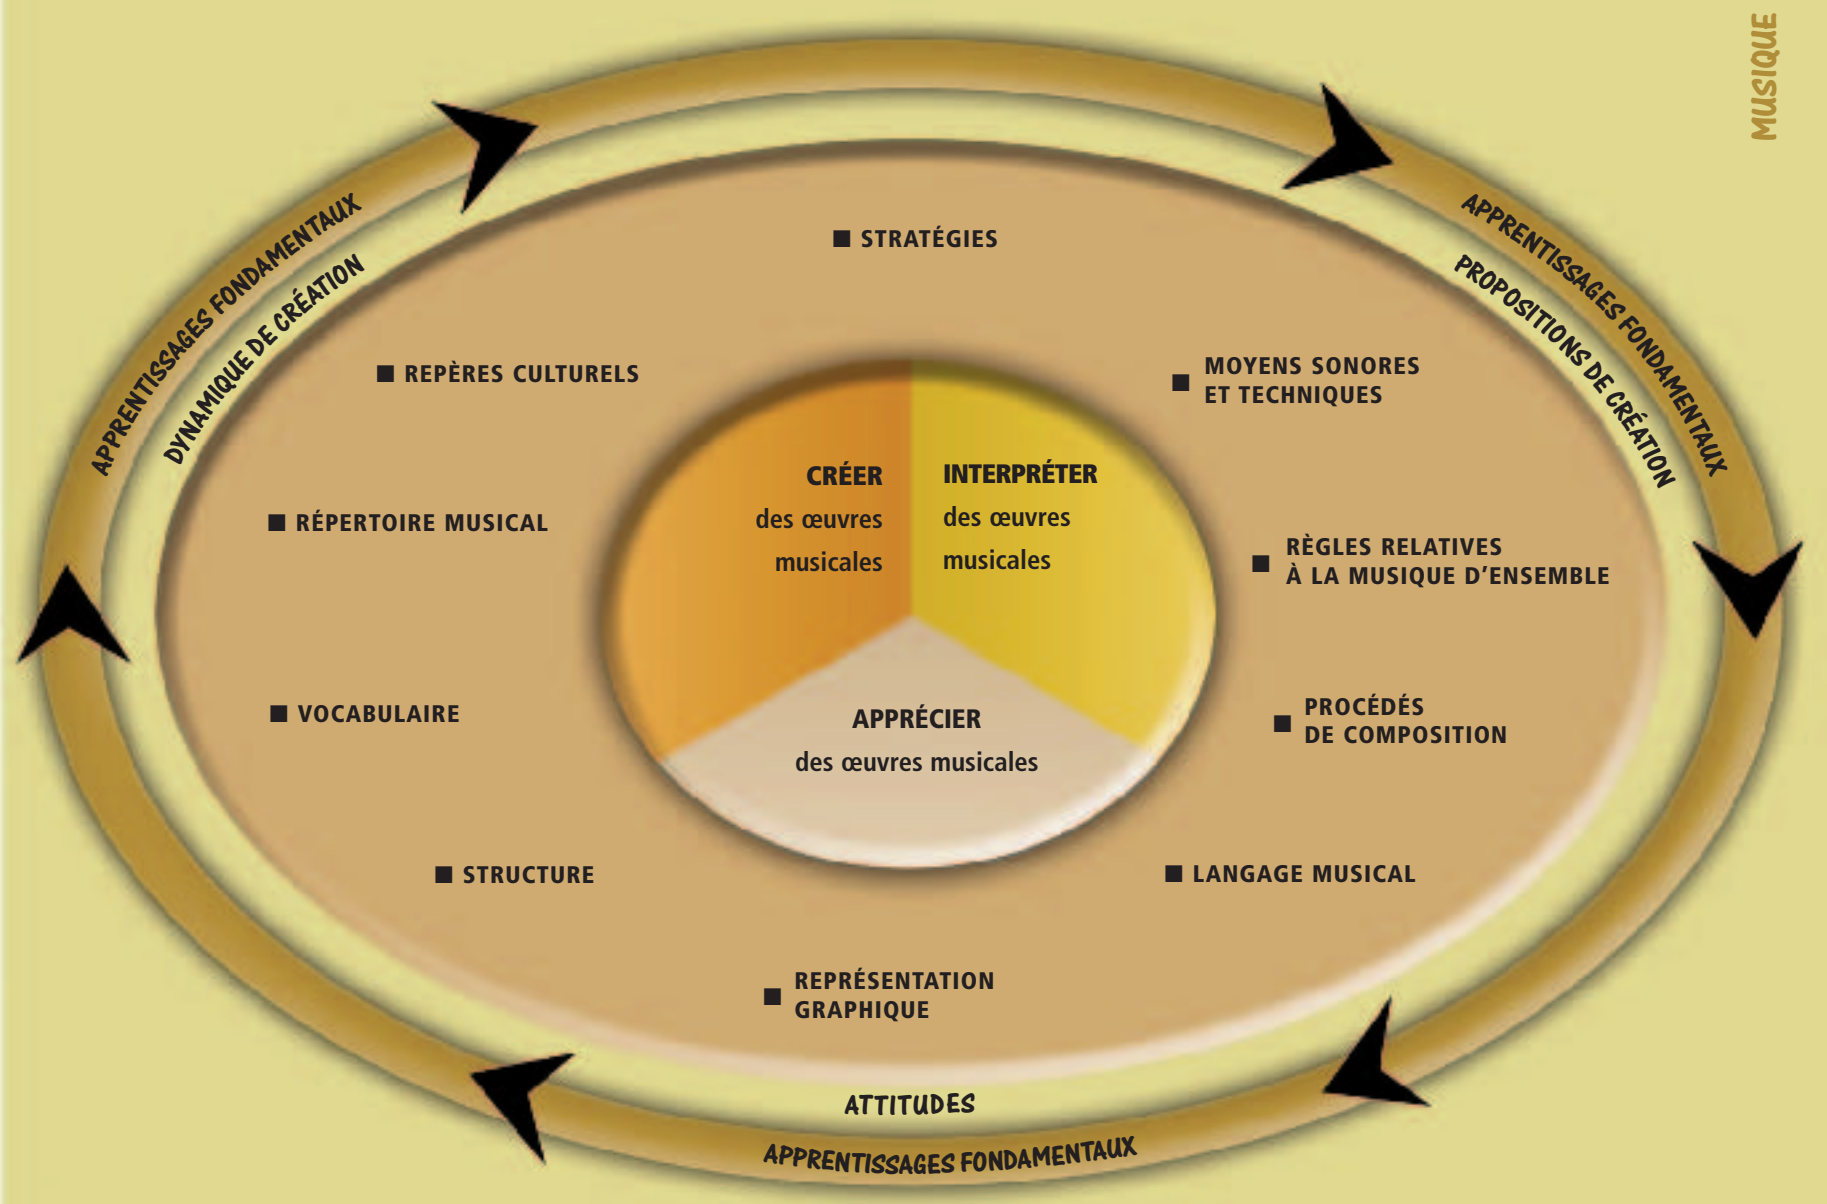 MUSIQUE
APPRENTISSAGES FONDAMENTAUX
DYNAMIQUE DE CRÉATION
APPRENTISSAGES FONDAMENTAUX
PROPOSITIONS DE CRÉATION
■ STRATÉGIES
■ REPÈRES CULTURELS
■ MOYENS SONORES
ET TECHNIQUES
■ RÉPERTOIRE MUSICAL
■ RÈGLES RELATIVES
À LA MUSIQUE D’ENSEMBLE
■ VOCABULAIRE
■ PROCÉDÉS
DE COMPOSITION
■ STRUCTURE
■ LANGAGE MUSICAL
■ REPRÉSENTATION
GRAPHIQUE
CRÉER
des œuvres
musicales
INTERPRÉTER
des œuvres
musicales
APPRÉCIER
des œuvres musicales
ATTITUDES
APPRENTISSAGES FONDAMENTAUX